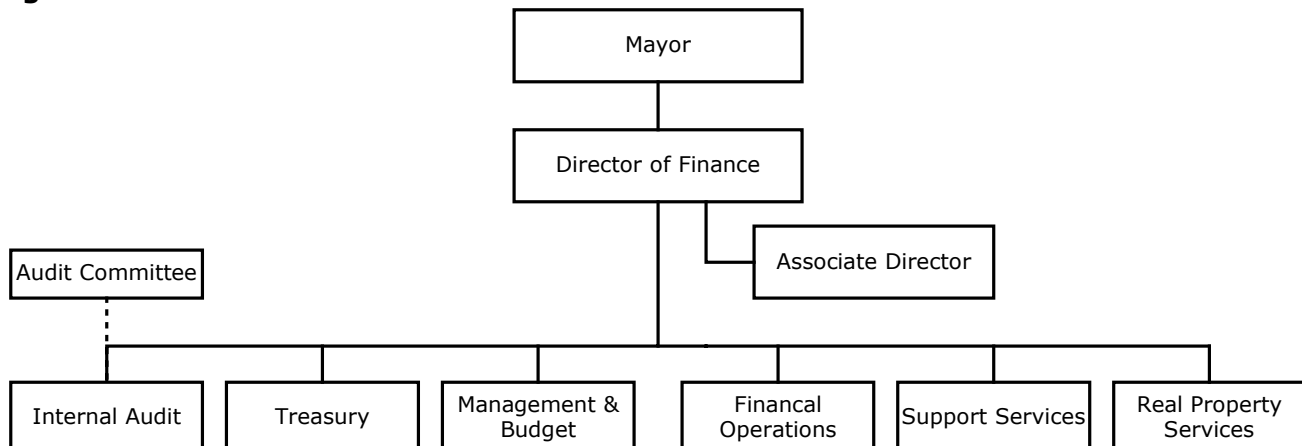 Mayor
Director of Finance
Associate Director
Audit Committee
Internal Audit
Treasury
Management &
Budget
Financal
Operations
Support Services
Real Property
Services